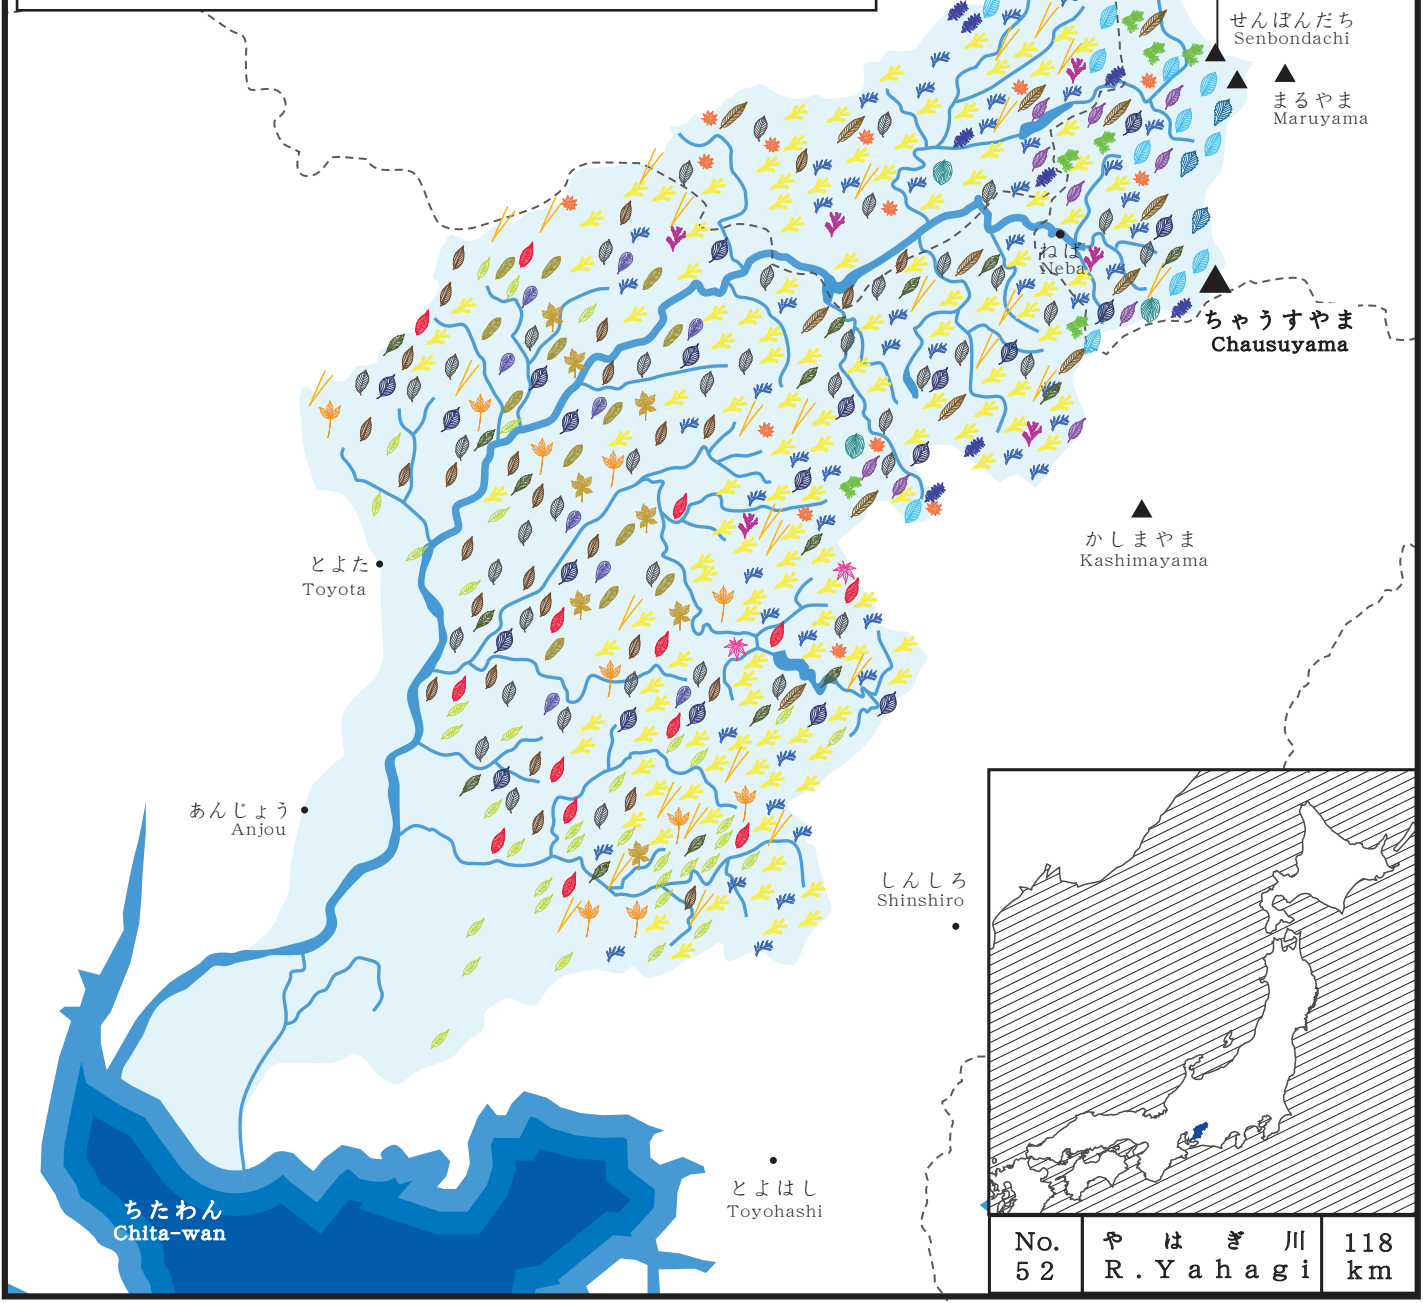 せんぼんだち
Senbondachi
まるやま
Maruyama
ねば
Neba
ちゃうすやま
Chausuyama
かしまやま
Kashimayama
とよた
Toyota
あんじょう
Anjou
しんしろ
Shinshiro
とよはし
Toyohashi
ちたわん
Chita-wan
No.
52
やはぎ川
R.Yahagi
118
km